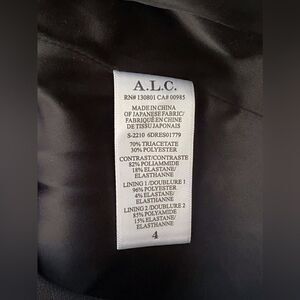 A.L.C.
RN# 130801 CA# 00985
MADE IN CHINA
OF JAPANESE FABRIC/
FABRIQUÉ EN CHINE
DE TISSU JAPONAIS
S-2210 6DRES01779
70% TRIACETATE
30% POLYESTER
CONTRAST/CONTRASTE
82% POLIAMMIDE
18% ELASTANE/
ELASTHANNE
LINING 1/DOUBLURE 1
96% POLYESTER
4% ELASTANE/
ELASTHANNE
LINING 2/DOUBLURE 2
85% POLYAMIDE
15% ELASTANE/
ELASTHANNE
4